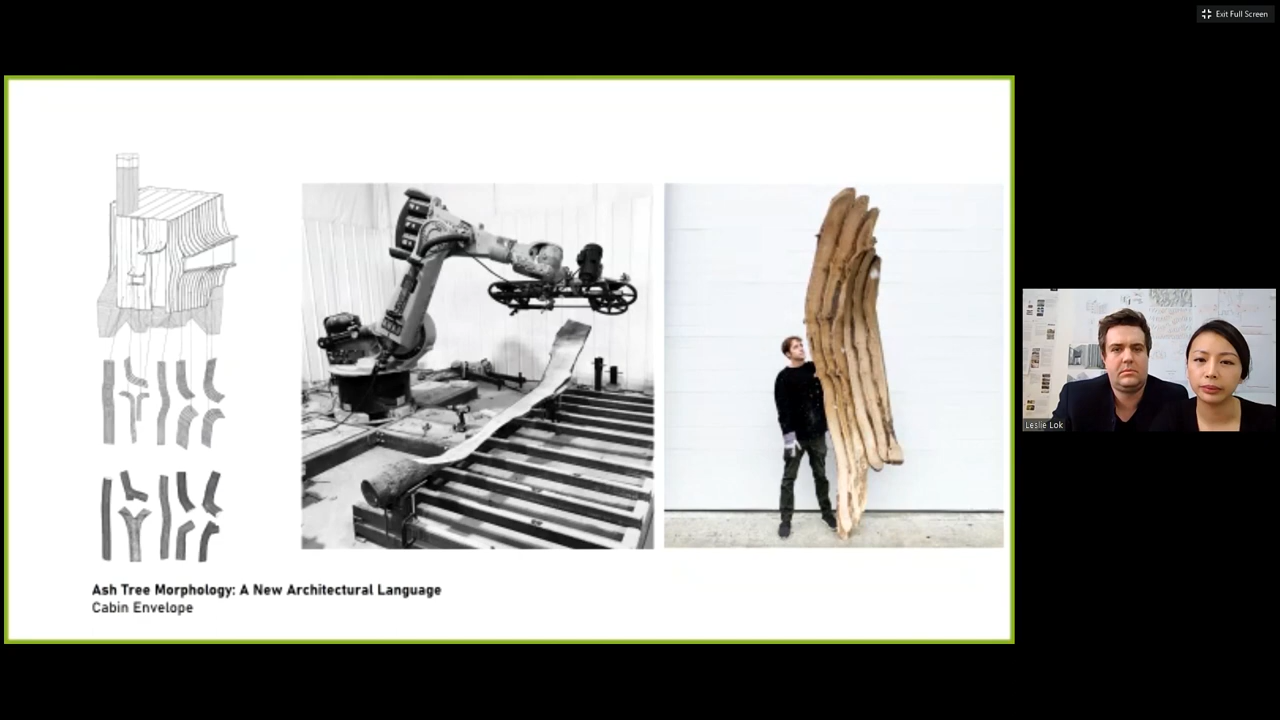 Exit Full Screen
Ash Tree Morphology: A New Architectural Language
Cabin Envelope
Leslie Lok